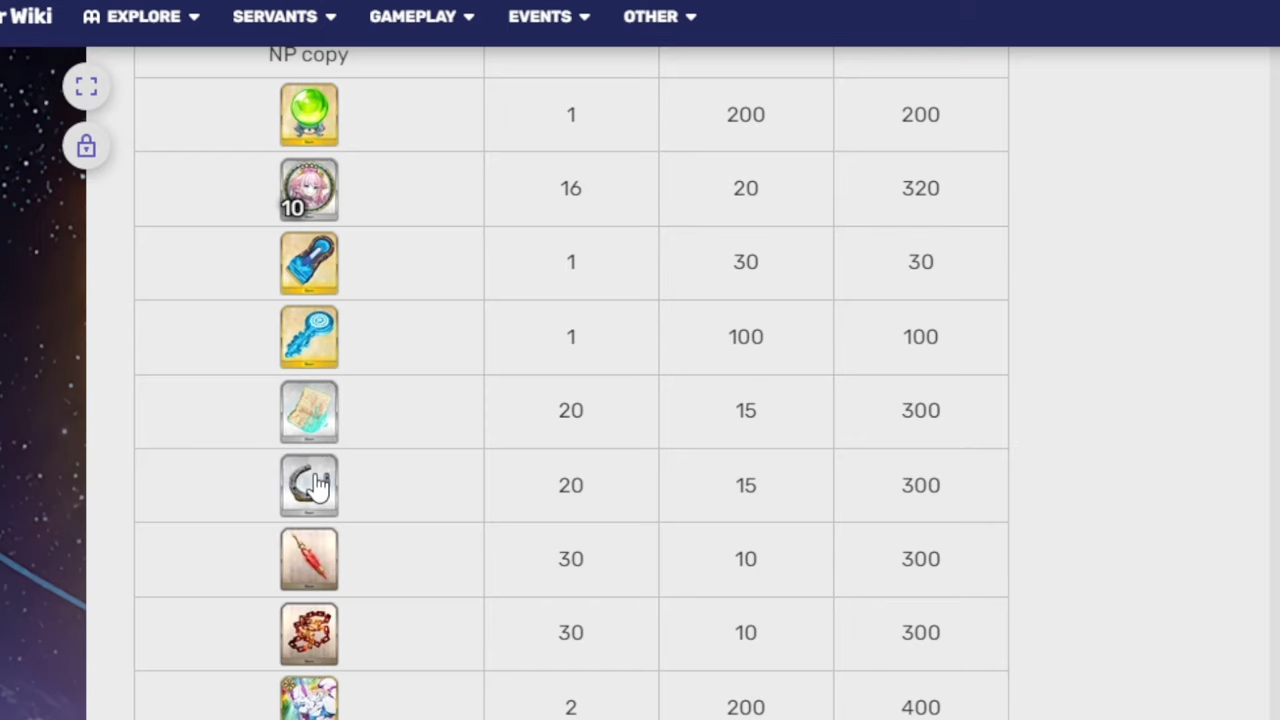 r Wiki EXPLORE SERVANTS GAMEPLAY EVENTS OTHER
NP copy
1 200 200
10 16 20 320
1 30 30
1 100 100
20 15 300
20 15 300
30 10 300
30 10 300
2 200 400